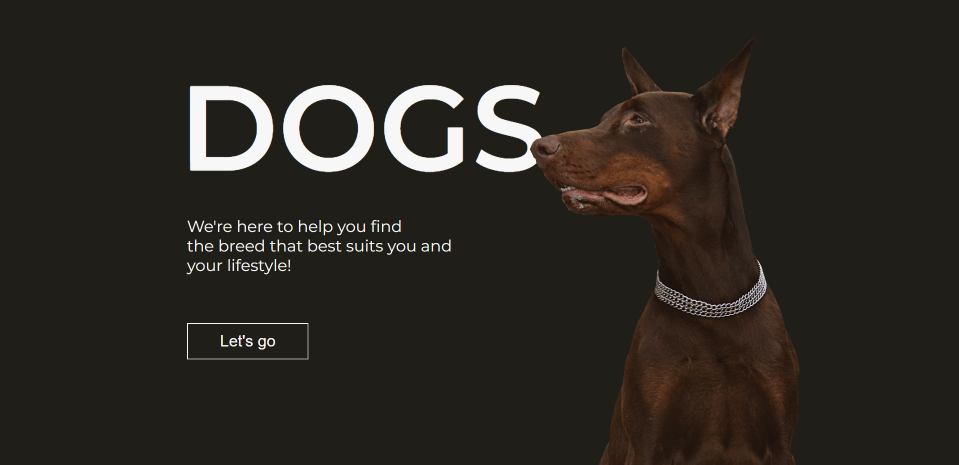 DOGS
We're here to help you find
the breed that best suits you and
your lifestyle!
Let's go